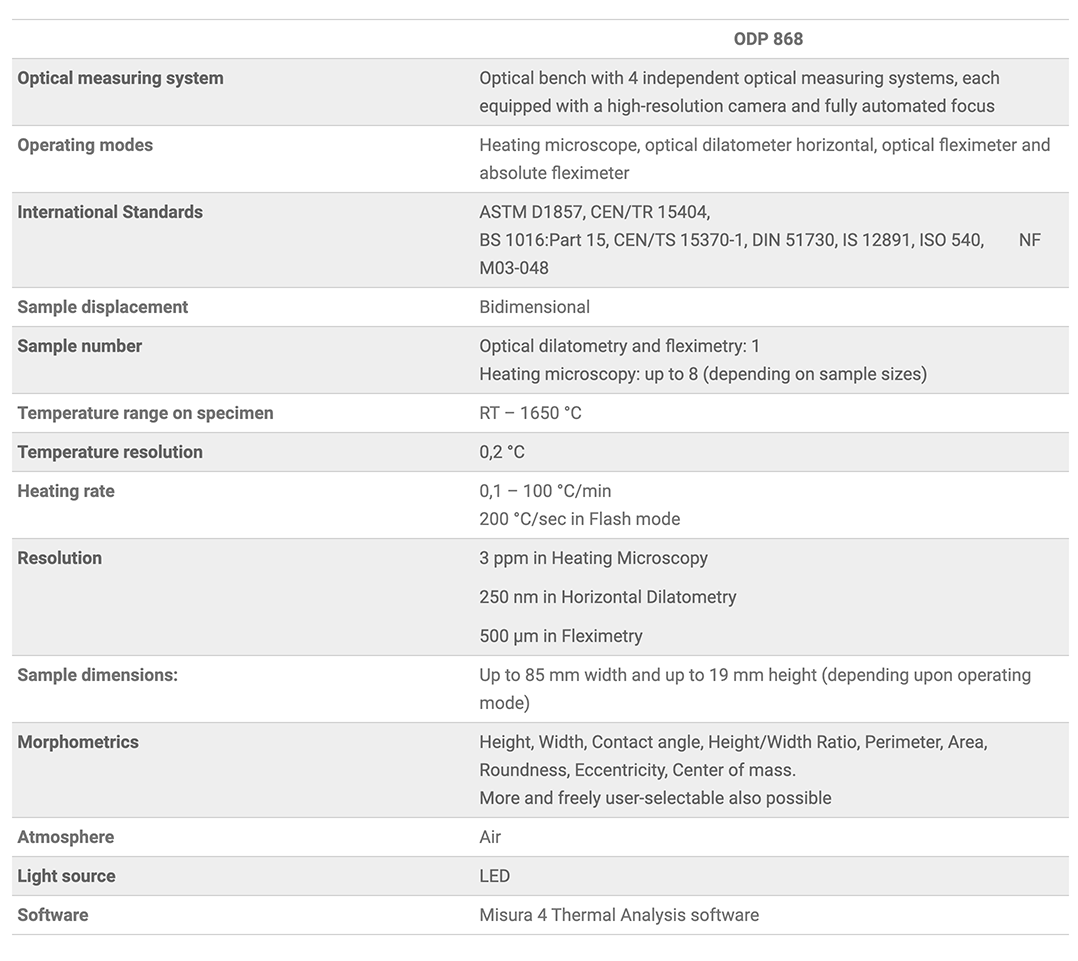 ODP 868
Optical measuring system
Optical bench with 4 independent optical measuring systems, each
equipped with a high-resolution camera and fully automated focus
Operating modes
Heating microscope, optical dilatometer horizontal, optical fleximeter and
absolute fleximeter
International Standards
ASTM D1857, CEN/TR 15404,
BS 1016:Part 15, CEN/TS 15370-1, DIN 51730, IS 12891, ISO 540, NF
M03-048
Sample displacement
Bidimensional
Sample number
Optical dilatometry and fleximetry: 1
Heating microscopy: up to 8 (depending on sample sizes)
Temperature range on specimen
RT – 1650 °C
Temperature resolution
0,2 °C
Heating rate
0,1 – 100 °C/min
200 °C/sec in Flash mode
Resolution
3 ppm in Heating Microscopy
250 nm in Horizontal Dilatometry
500 µm in Fleximetry
Sample dimensions:
Up to 85 mm width and up to 19 mm height (depending upon operating
mode)
Morphometrics
Height, Width, Contact angle, Height/Width Ratio, Perimeter, Area,
Roundness, Eccentricity, Center of mass.
More and freely user-selectable also possible
Atmosphere
Air
Light source
LED
Software
Misura 4 Thermal Analysis software